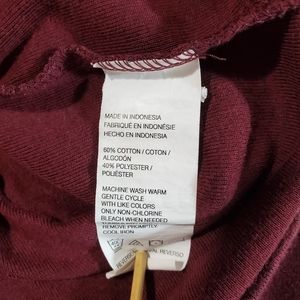 MADE IN INDONESIA
FABRIQUÉ EN INDONÉSIE
HECHO EN INDONESIA
60% COTTON / COTON /
ALGODÓN
40% POLYESTER /
POLIÉSTER
MACHINE WASH WARM
GENTLE CYCLE
WITH LIKE COLORS
ONLY NON-CHLORINE
BLEACH WHEN NEEDED
REMOVE PROMPTLY
COOL IRON
REVERSO